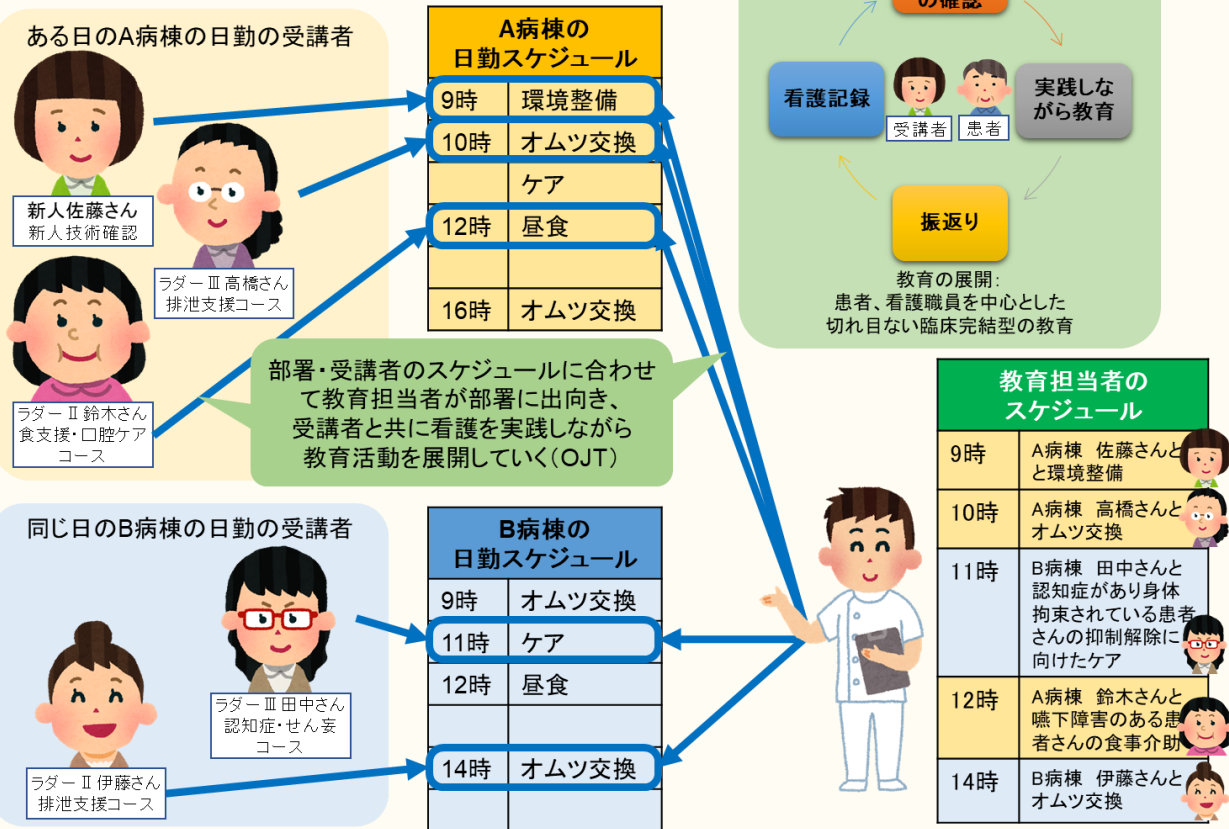 ある日のA病棟の日勤の受講者
新人佐藤さん
新人技術確認
ラダーⅢ高橋さん
排泄支援コース
ラダーⅡ鈴木さん
食支援・口腔ケア
コース
A病棟の
日勤スケジュール
9時 環境整備
10時 オムツ交換
ケア
12時 昼食
16時 オムツ交換
の確認
看護記録
受講者
患者
実践しな
がら教育
振返り
教育の展開:
患者、看護職員を中心とした
切れ目ない臨床完結型の教育
部署・受講者のスケジュールに合わせ
て教育担当者が部署に出向き、
受講者と共に看護を実践しながら
教育活動を展開していく(OJT)
同じ日のB病棟の日勤の受講者
ラダーⅢ田中さん
認知症・せん妄
コース
ラダーⅡ伊藤さん
排泄支援コース
B病棟の
日勤スケジュール
9時 オムツ交換
11時 ケア
12時 昼食
14時 オムツ交換
教育担当者の
スケジュール
9時 A病棟 佐藤さんと
と環境整備
10時 A病棟 高橋さんと
オムツ交換
11時 B病棟 田中さんと
認知症があり身体
拘束されている患者
さんの抑制解除に
向けたケア
12時 A病棟 鈴木さんと
嚥下障害のある患
者さんの食事介助
14時 B病棟 伊藤さんと
オムツ交換